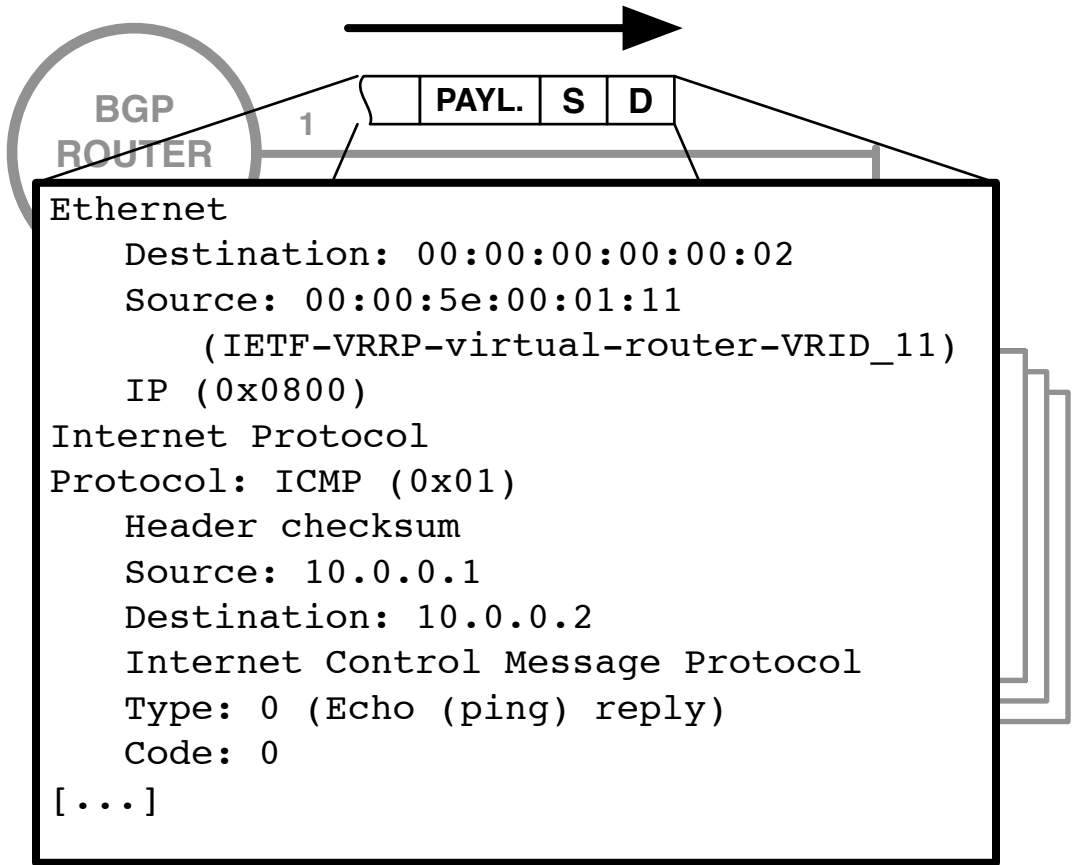 BGP
ROUTER
1
PAYL. S D
Ethernet
Destination: 00:00:00:00:00:02
Source: 00:00:5e:00:01:11
(IETF-VRRP-virtual-router-VRID_11)
IP (0x0800)
Internet Protocol
Protocol: ICMP (0x01)
Header checksum
Source: 10.0.0.1
Destination: 10.0.0.2
Internet Control Message Protocol
Type: 0 (Echo (ping) reply)
Code: 0
[...]